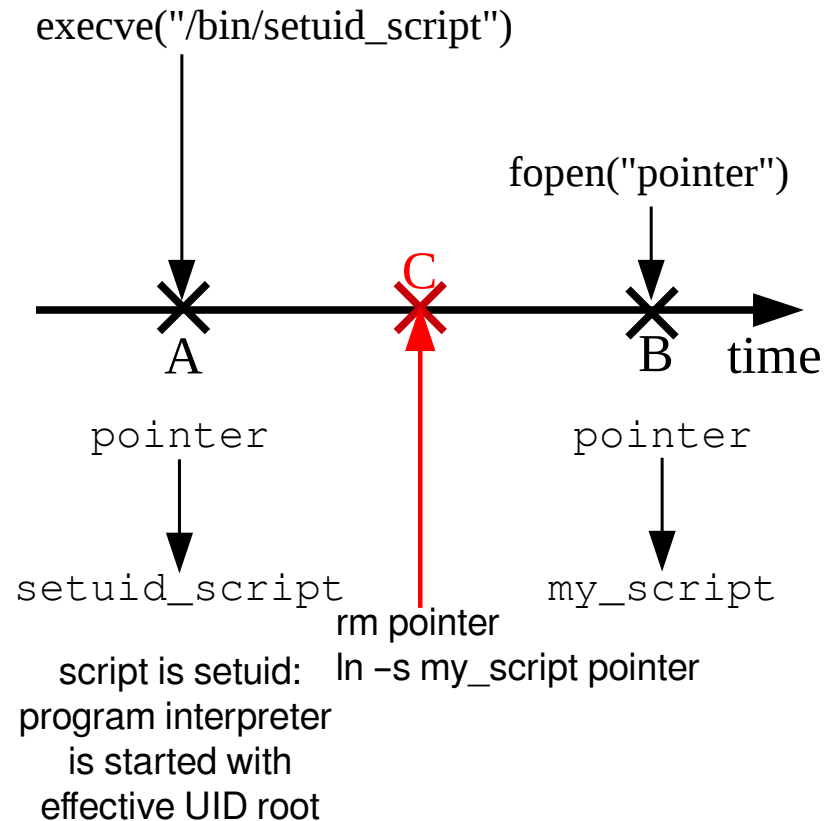 execve("/bin/setuid_script")
fopen("pointer")
C
A
B
time
pointer
pointer
setuid_script
my_script
rm pointer
ln −s my_script pointer
script is setuid:
program interpreter
is started with
effective UID root